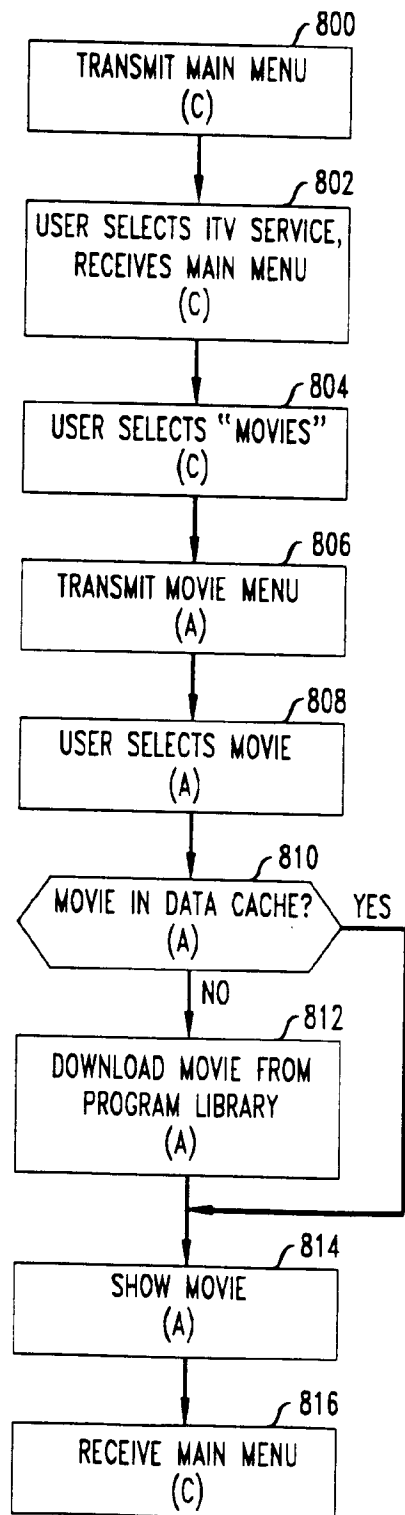 800
TRANSMIT MAIN MENU
(C)
802
USER SELECTS ITV SERVICE,
RECEIVES MAIN MENU
(C)
804
USER SELECTS "MOVIES"
(C)
806
TRANSMIT MOVIE MENU
(A)
808
USER SELECTS MOVIE
(A)
810
MOVIE IN DATA CACHE?
(A)
YES
NO
812
DOWNLOAD MOVIE FROM
PROGRAM LIBRARY
(A)
814
SHOW MOVIE
(A)
816
RECEIVE MAIN MENU
(C)